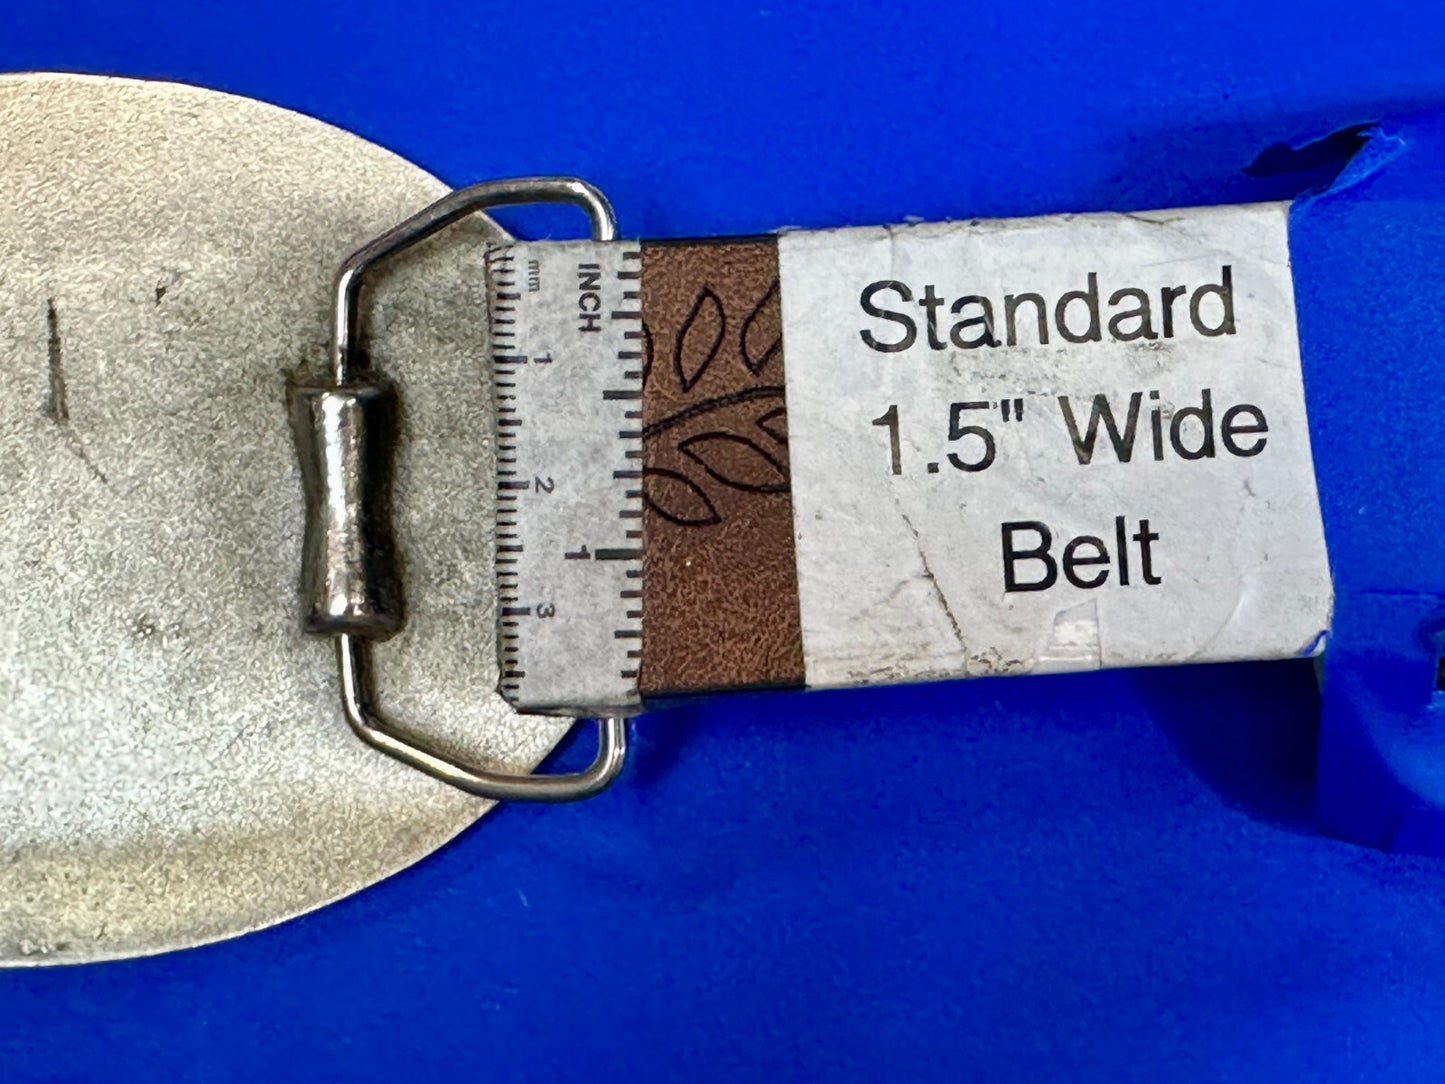 mm
INCH
1
2
1
3
Standard
1.5" Wide
Belt